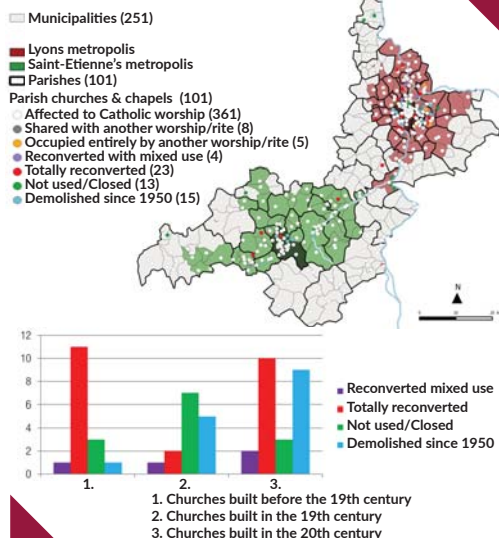 Municipalities (251)
Lyons metropolis
Saint-Etienne's metropolis
Parishes (101)
Parish churches & chapels (101)
Affected to Catholic worship (361)
Shared with another worship/rite (8)
Occupied entirely by another worship/rite (5)
Reconverted with mixed use (4)
Totally reconverted (23)
Not used/Closed (13)
Demolished since 1950 (15)
N
12
10
8
6
4
2
0
1.
2.
3.
Reconverted mixed use
Totally reconverted
Not used/Closed
Demolished since 1950
1. Churches built before the 19th century
2. Churches built in the 19th century
3. Churches built in the 20th century